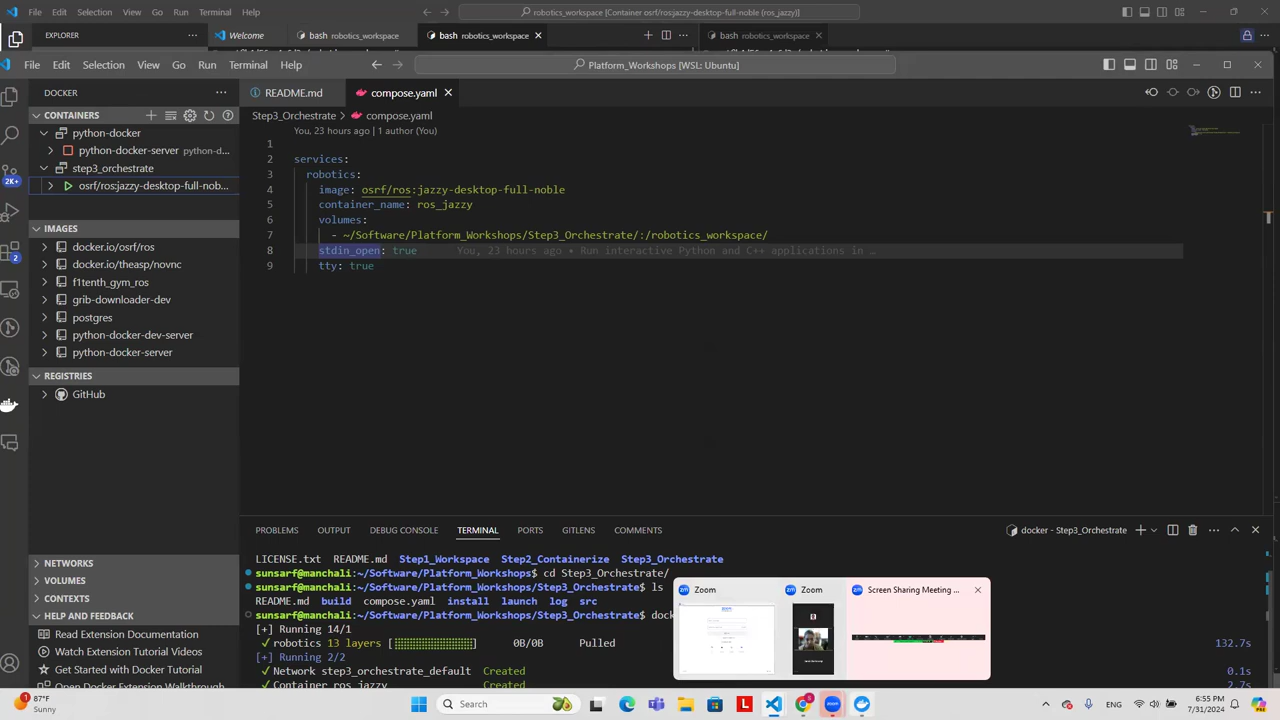 File Edit Selection View Go Run Terminal Help robotics_workspace [Container osrf/ros:jazzy-desktop-full-noble (ros_jazzy)]
EXPLORER Welcome bash robotics_workspace bash robotics_workspace bash robotics_workspace
File Edit Selection View Go Run Terminal Help Platform_Workshops [WSL: Ubuntu]
DOCKER README.md compose.yaml
CONTAINERS
python-docker
python-docker-server python-d...
step3_orchestrate
osrf/ros:jazzy-desktop-full-nob...
IMAGES
docker.io/osrf/ros
docker.io/theasp/novnc
f1tenth_gym_ros
grib-downloader-dev
postgres
python-docker-dev-server
python-docker-server
REGISTRIES
GitHub
NETWORKS
VOLUMES
CONTEXTS
HELP AND FEEDBACK
Read Extension Documentation
Watch Extension Tutorial Videos
Get Started with Docker Tutorial
Open Docker Extension Walkthrough
2K+
2
Step3_Orchestrate > compose.yaml
You, 23 hours ago | 1 author (You)
1
2 services:
3 robotics:
4 image: osrf/ros:jazzy-desktop-full-noble
5 container_name: ros_jazzy
6 volumes:
7 - ~/Software/Platform_Workshops/Step3_Orchestrate/:/robotics_workspace/
8 stdin_open: true You, 23 hours ago • Run interactive Python and C++ applications in …
9 tty: true
PROBLEMS OUTPUT DEBUG CONSOLE TERMINAL PORTS GITLENS COMMENTS docker - Step3_Orchestrate
LICENSE.txt README.md Step1_Workspace Step2_Containerize Step3_Orchestrate
sunsarf@manchali:~/Software/Platform_Workshops$ cd Step3_Orchestrate/
sunsarf@manchali:~/Software/Platform_Workshops/Step3_Orchestrate$ ls
README.md build compose.yaml install log src
sunsarf@manchali:~/Software/Platform_Workshops/Step3_Orchestrate$ dock
[+] Running 14/1
✓ robotics 13 layers [⣿⣿⣿⣿⣿⣿⣿⣿⣿⣿⣿⣿⣿] 0B/0B Pulled 132.7s
[+] Running 2/2
✓ Network step3_orchestrate_default Created 0.1s
✓ Container ros_jazzy Created 2.1s
Zoom Zoom Screen Sharing Meeting ...
87°F
Sunny
Search
ENG
5:55 PM
7/31/2024